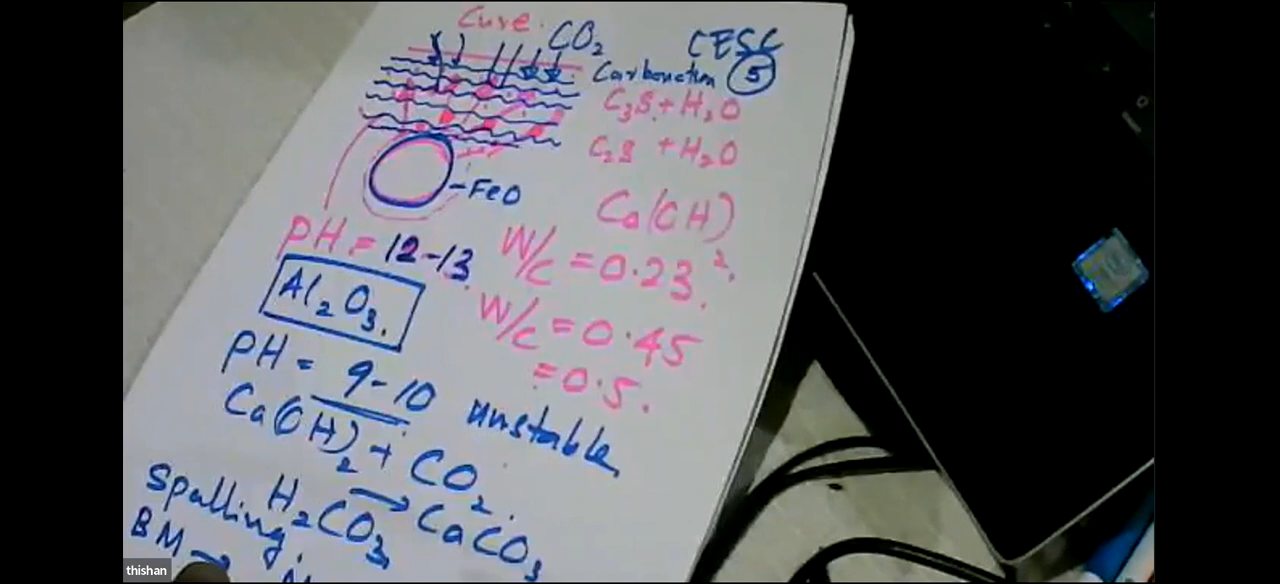 Cure.
CO₂
CESC
Carbonation
5
C₃S + H₂O
C₂S + H₂O
FeO
Ca(OH)₂
PH = 12-13
W/C = 0.23.
Al₂O₃.
W/C = 0.45
= 0.5.
PH = 9-10
unstable
Ca(OH)₂ + CO₂.
→ CaCO₃
H₂CO₃
Spalling.
BM →
thishan